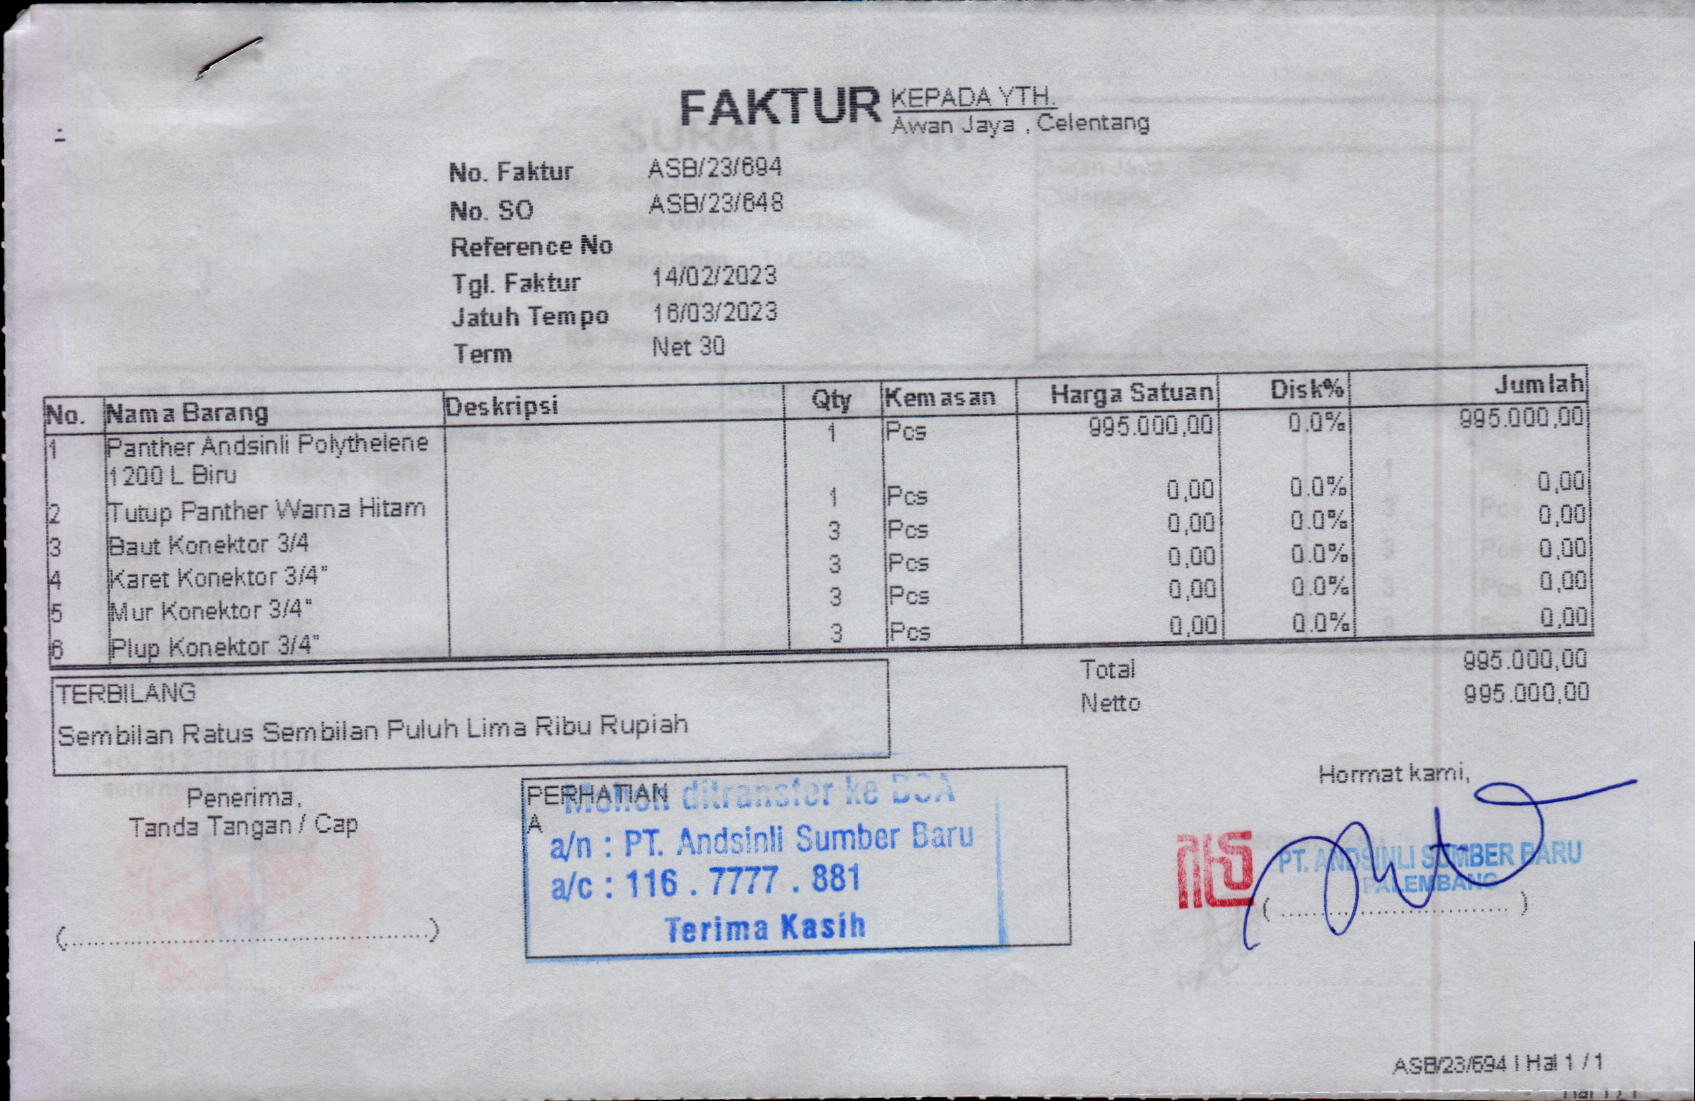 FAKTUR
KEPADA YTH.
Awan Jaya , Celentang
No. Faktur ASB/23/694
No. SO ASB/23/648
Reference No
Tgl. Faktur 14/02/2023
Jatuh Tempo 16/03/2023
Term Net 30
No. Nama Barang Deskripsi Qty Kemasan Harga Satuan Disk% Jumlah
1 Panther Andsinli Polythelene 1 Pcs 995.000,00 0.0% 995.000,00
1200 L Biru
2 Tutup Panther Warna Hitam 1 Pcs 0,00 0.0% 0,00
3 Baut Konektor 3/4 3 Pcs 0,00 0.0% 0,00
4 Karet Konektor 3/4" 3 Pcs 0,00 0.0% 0,00
5 Mur Konektor 3/4" 3 Pcs 0,00 0.0% 0,00
6 Plup Konektor 3/4" 3 Pcs 0,00 0.0% 0,00
Total 995.000,00
Netto 995.000,00
TERBILANG
Sembilan Ratus Sembilan Puluh Lima Ribu Rupiah
Penerima,
Tanda Tangan / Cap
(..............................................)
PERHATIAN
A
Mohon ditransfer ke BCA
a/n : PT. Andsinli Sumber Baru
a/c : 116 . 7777 . 881
Terima Kasih
Hormat kami,
PT. ANDSINLI SUMBER BARU
PALEMBANG
( .............................. )
ASB/23/694 | Hal 1 / 1